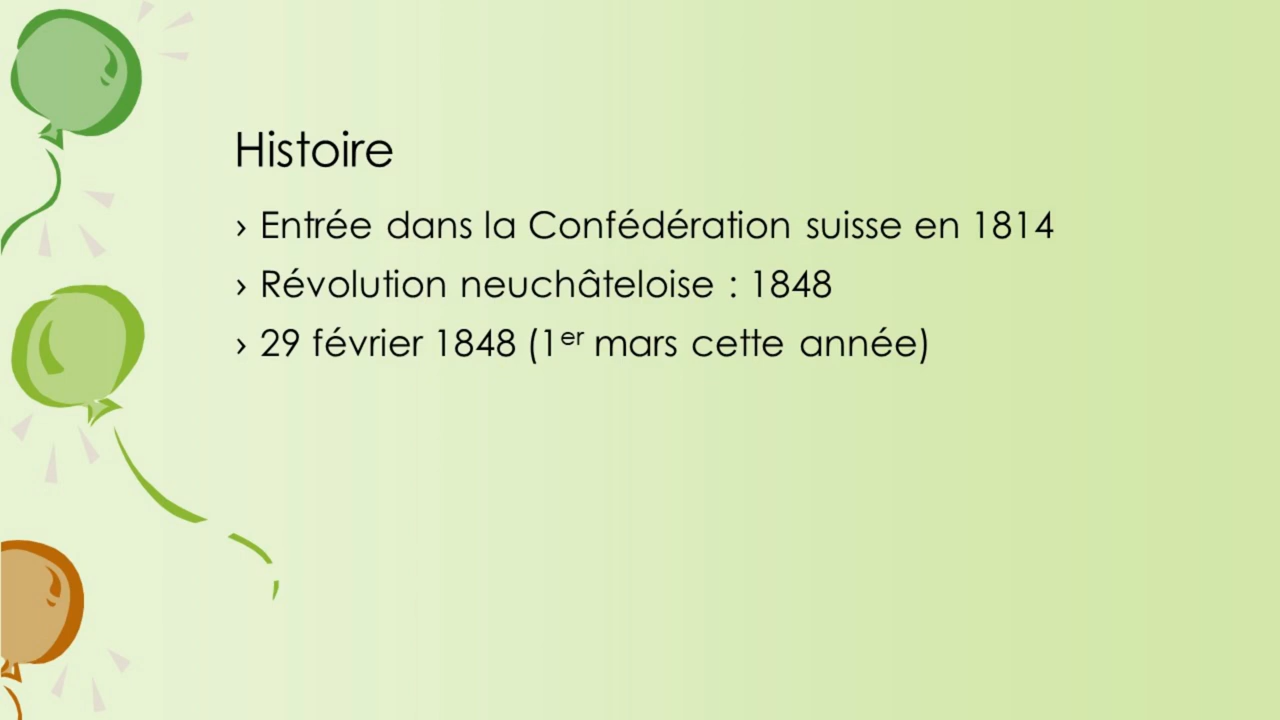 Histoire
› Entrée dans la Confédération suisse en 1814
› Révolution neuchâteloise : 1848
› 29 février 1848 (1er mars cette année)